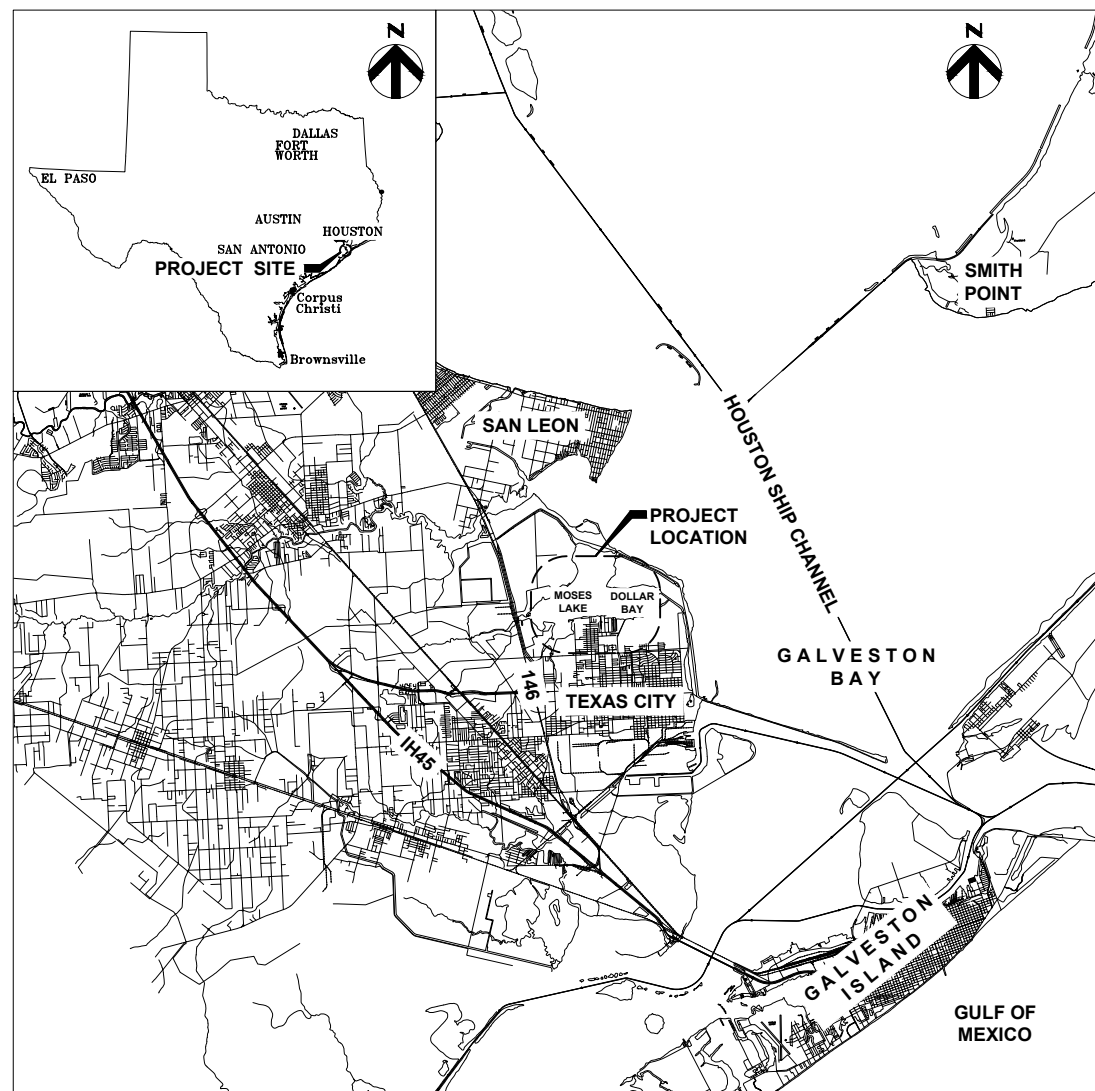 N
N
DALLAS
FORT
WORTH
EL PASO
AUSTIN
HOUSTON
SAN ANTONIO
PROJECT SITE
Corpus
Christi
Brownsville
SMITH
POINT
HOUSTON SHIP CHANNEL
SAN LEON
PROJECT
LOCATION
MOSES
LAKE
DOLLAR
BAY
GALVESTON
BAY
146
TEXAS CITY
IH45
GALVESTON
ISLAND
GULF OF
MEXICO